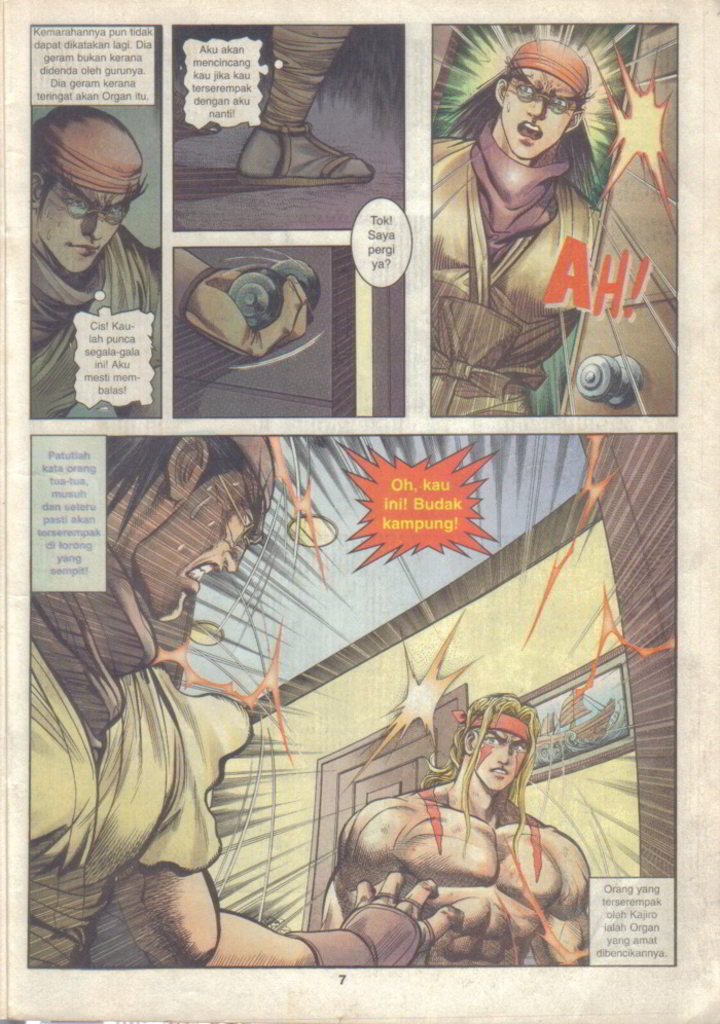 Kemarahannya pun tidak
dapat dikatakan lagi. Dia
geram bukan kerana
didenda oleh gurunya.
Dia geram kerana
teringat akan Organ itu.
Cis! Kau-
lah punca
segala-gala
ini! Aku
mesti mem-
balas!
Aku akan
mencincang
kau jika kau
terserempak
dengan aku
nanti!
Tok!
Saya
pergi
ya?
AH!
Patutlah
kata orang
tua-tua,
musuh
dan seteru
pasti akan
terserempak
di lorong
yang
sempit!
Oh, kau
ini! Budak
kampung!
Orang yang
terserempak
oleh Kajiro
ialah Organ
yang amat
dibencikannya.
7